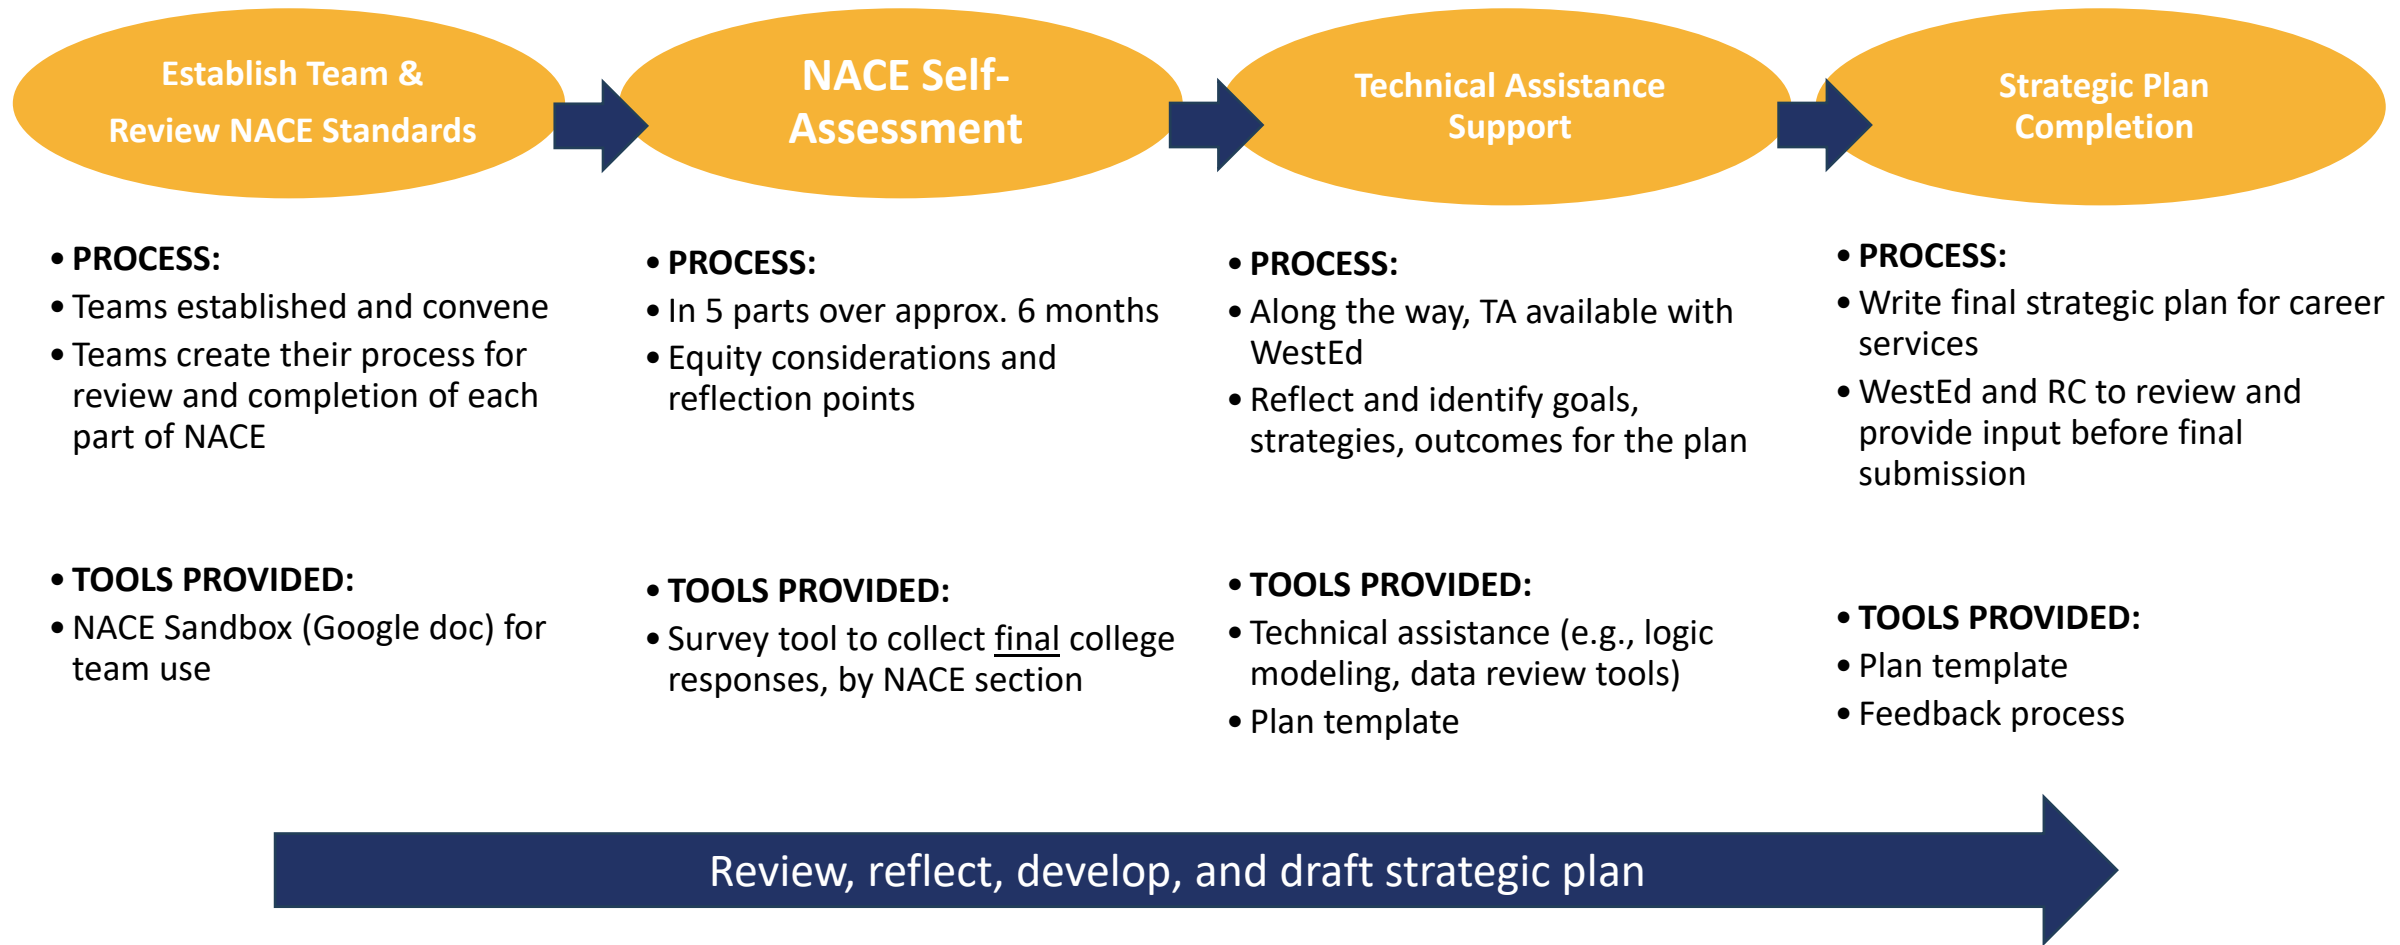 Establish Team &
Review NACE Standards
NACE Self-
Assessment
Technical Assistance
Support
Strategic Plan
Completion
• PROCESS:
• Teams established and convene
• Teams create their process for
review and completion of each
part of NACE
• TOOLS PROVIDED:
• NACE Sandbox (Google doc) for
team use
• PROCESS:
• In 5 parts over approx. 6 months
• Equity considerations and
reflection points
• TOOLS PROVIDED:
• Survey tool to collect final college
responses, by NACE section
• PROCESS:
• Along the way, TA available with
WestEd
• Reflect and identify goals,
strategies, outcomes for the plan
• TOOLS PROVIDED:
• Technical assistance (e.g., logic
modeling, data review tools)
• Plan template
• PROCESS:
• Write final strategic plan for career
services
• WestEd and RC to review and
provide input before final
submission
• TOOLS PROVIDED:
• Plan template
• Feedback process
Review, reflect, develop, and draft strategic plan